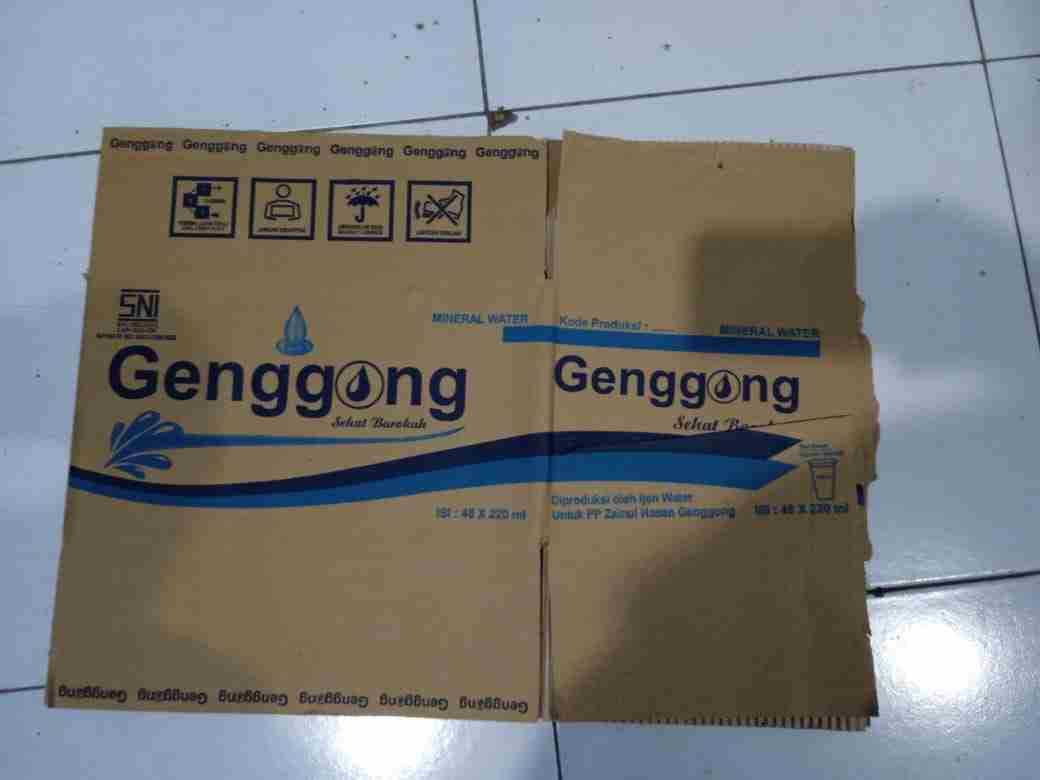 Genggong Genggong Genggong Genggong Genggong Genggong
SNI
MINERAL WATER
Genggong
Sehat Barokah
ISI : 48 X 220 ml
Kode Produksi :
MINERAL WATER
Genggong
Sehat
Diproduksi oleh Ijen Water
Untuk PP Zainul Hasan Genggong
ISI : 48 X 220 ml
Genggong Genggong Genggong Genggong Genggong Genggong